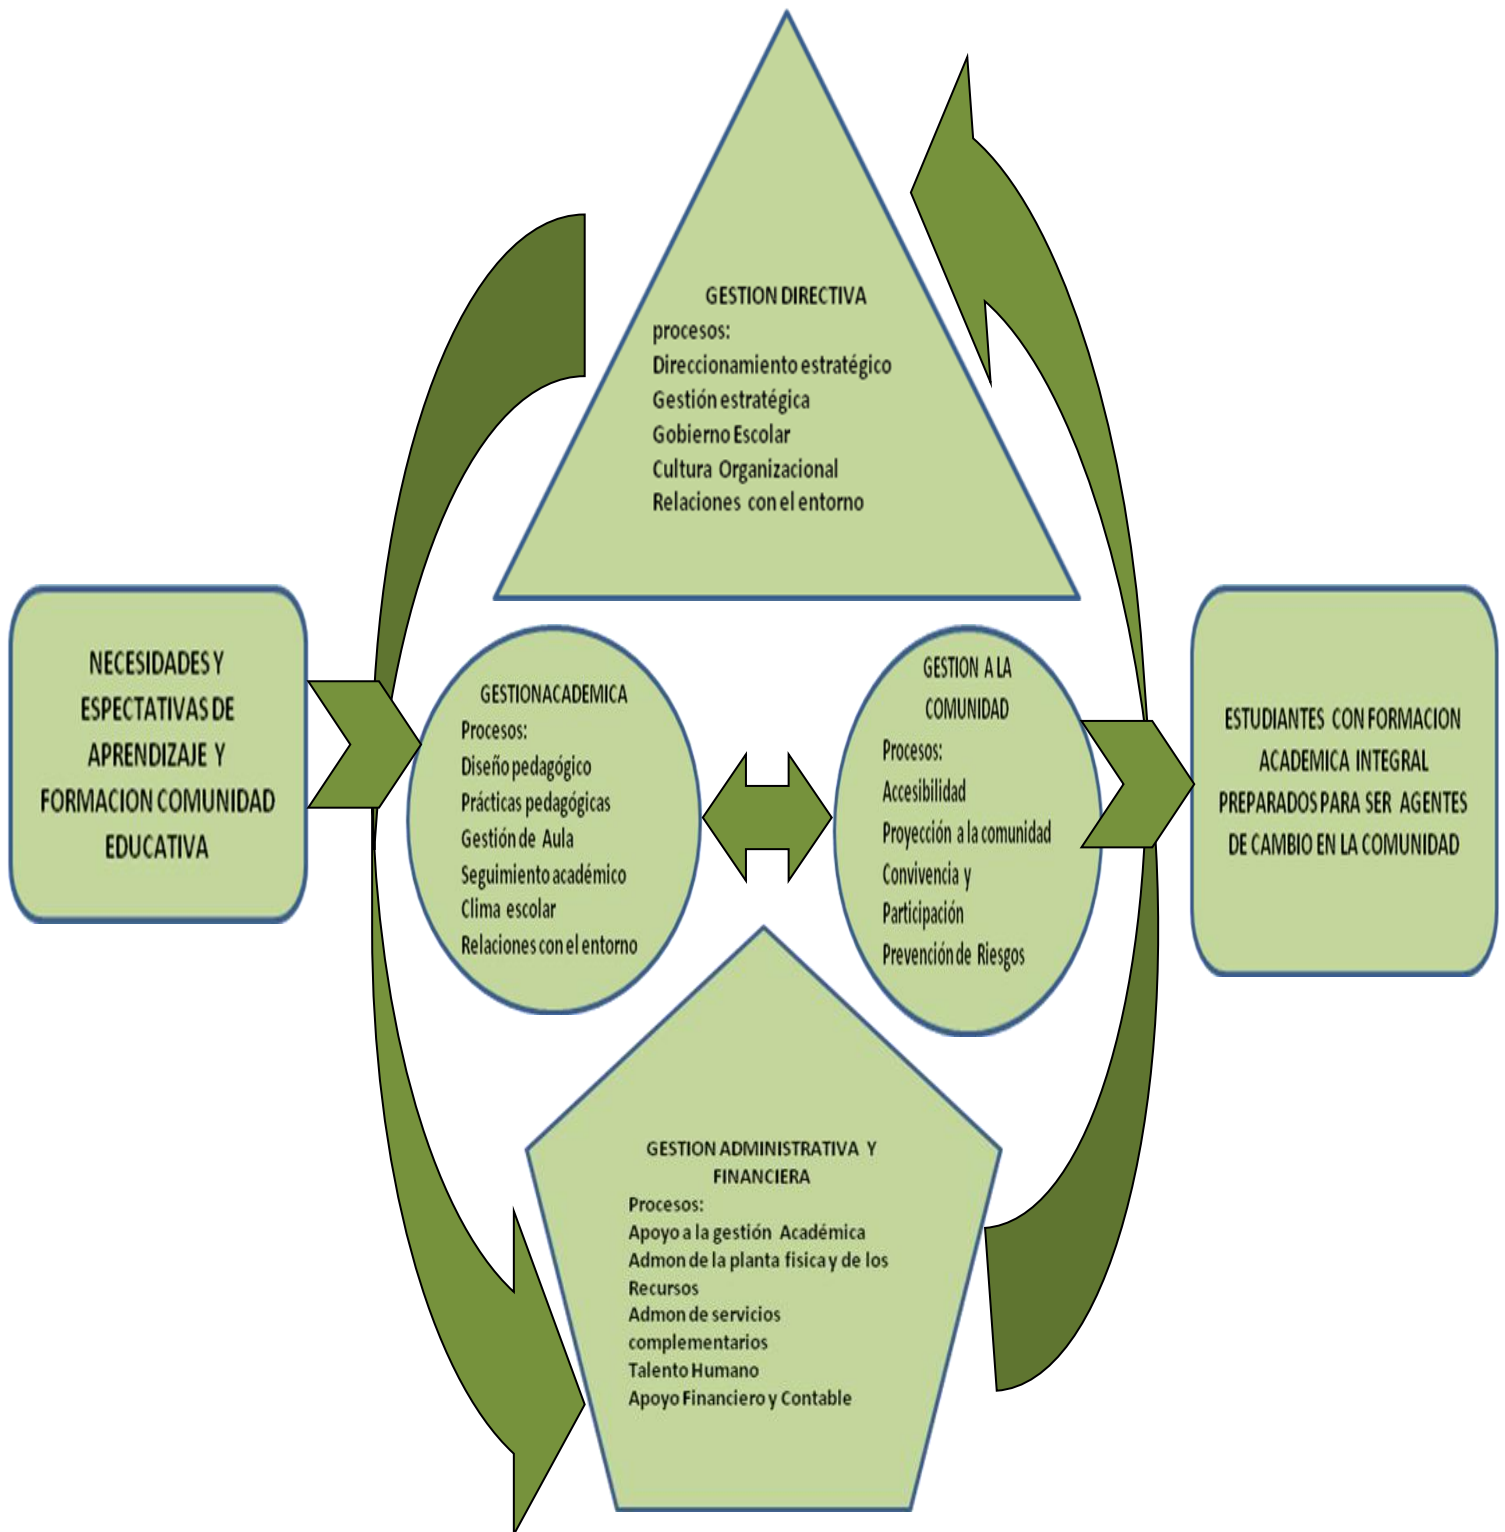 GESTION DIRECTIVA
procesos:
Direccionamiento estratégico
Gestión estratégica
Gobierno Escolar
Cultura Organizacional
Relaciones con el entorno
NECESIDADES Y
ESPECTATIVAS DE
APRENDIZAJE Y
FORMACION COMUNIDAD
EDUCATIVA
GESTIONACADEMICA
Procesos:
Diseño pedagógico
Prácticas pedagógicas
Gestión de Aula
Seguimiento académico
Clima escolar
Relaciones con el entorno
GESTION A LA
COMUNIDAD
Procesos:
Accesibilidad
Proyección a la comunidad
Convivencia y
Participación
Prevención de Riesgos
ESTUDIANTES CON FORMACION
ACADEMICA INTEGRAL
PREPARADOS PARA SER AGENTES
DE CAMBIO EN LA COMUNIDAD
GESTION ADMINISTRATIVA Y
FINANCIERA
Procesos:
Apoyo a la gestión Académica
Admon de la planta fisica y de los
Recursos
Admon de servicios
complementarios
Talento Humano
Apoyo Financiero y Contable